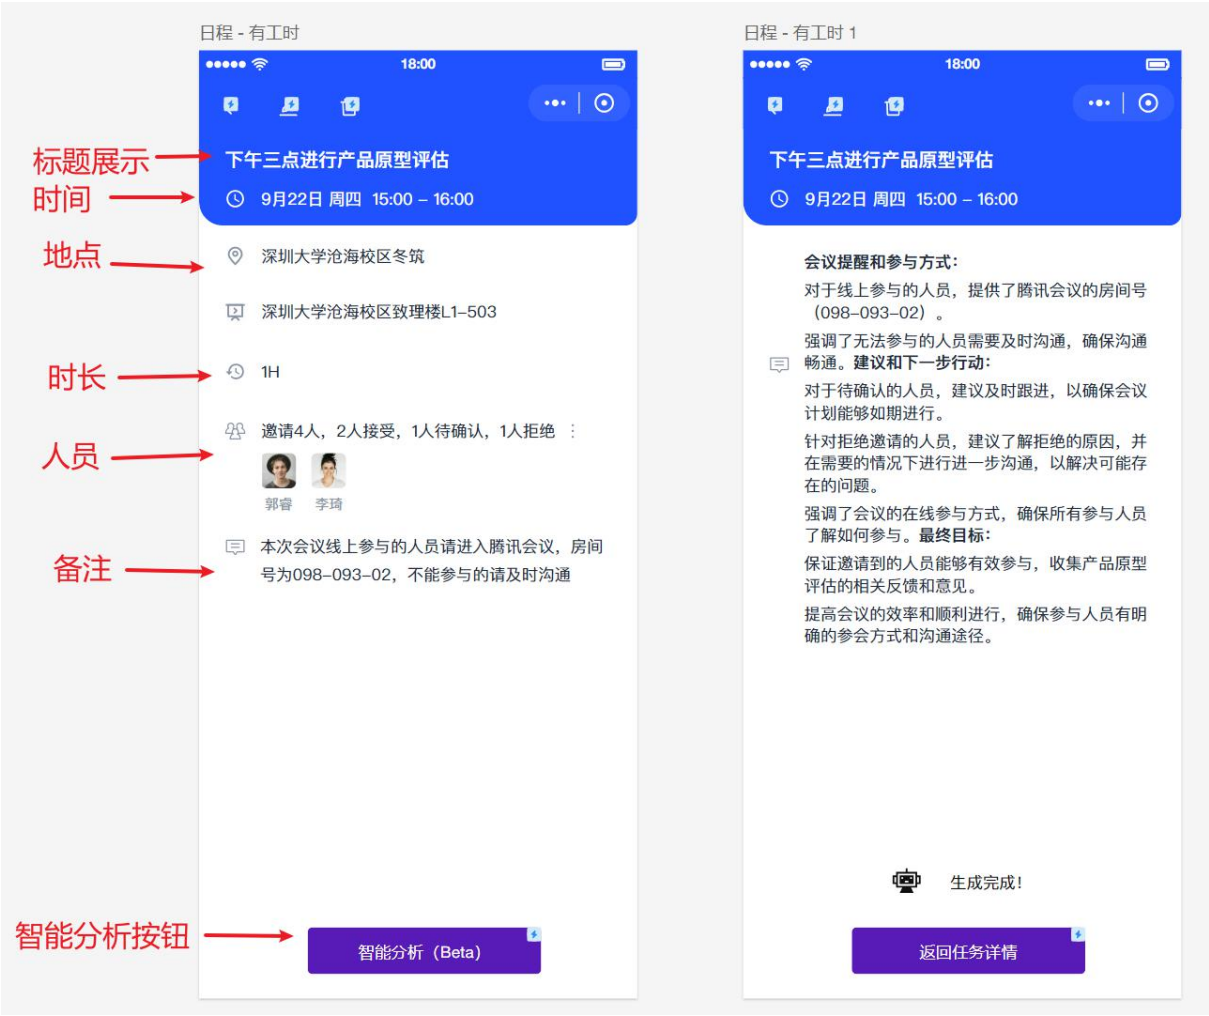 日程 - 有工时
18:00
标题展示
下午三点进行产品原型评估
时间
9月22日 周四 15:00 – 16:00
地点
深圳大学沧海校区冬筑
深圳大学沧海校区致理楼L1–503
时长
1H
人员
邀请4人，2人接受，1人待确认，1人拒绝
郭睿 李琦
备注
本次会议线上参与的人员请进入腾讯会议，房间
号为098–093–02，不能参与的请及时沟通
智能分析按钮
智能分析（Beta）
日程 - 有工时 1
18:00
下午三点进行产品原型评估
9月22日 周四 15:00 – 16:00
会议提醒和参与方式：
对于线上参与的人员，提供了腾讯会议的房间号
（098–093–02）。
强调了无法参与的人员需要及时沟通，确保沟通
畅通。建议和下一步行动：
对于待确认的人员，建议及时跟进，以确保会议
计划能够如期进行。
针对拒绝邀请的人员，建议了解拒绝的原因，并
在需要的情况下进行进一步沟通，以解决可能存
在的问题。
强调了会议的在线参与方式，确保所有参与人员
了解如何参与。最终目标：
保证邀请到的人员能够有效参与，收集产品原型
评估的相关反馈和意见。
提高会议的效率和顺利进行，确保参与人员有明
确的参会方式和沟通途径。
生成完成！
返回任务详情